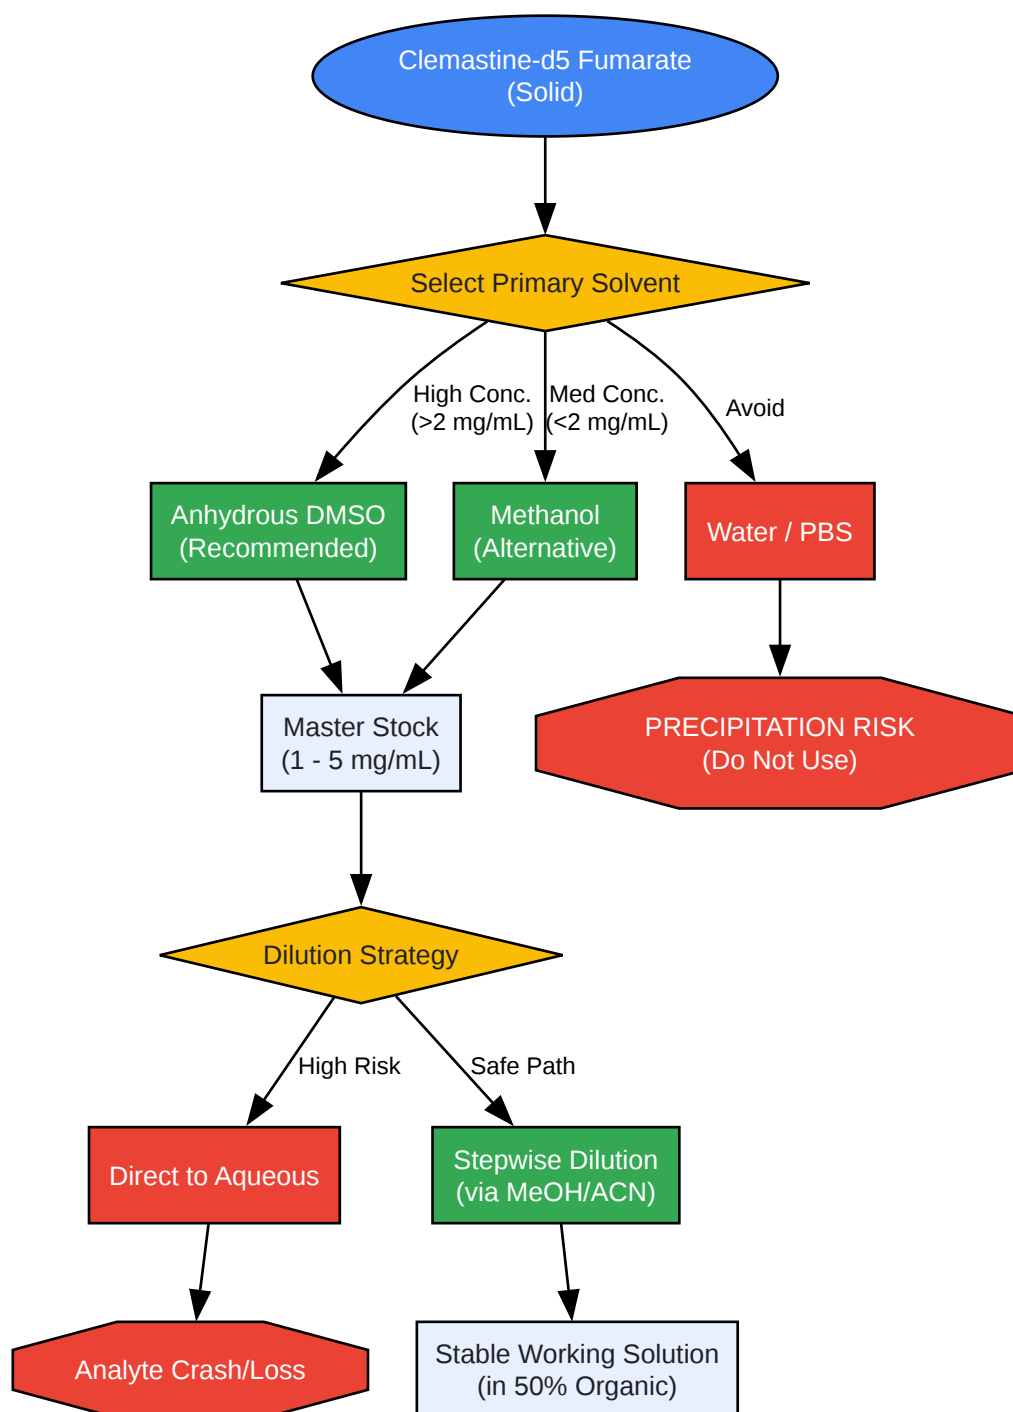 Clemastine-d5 Fumarate
(Solid)
Select Primary Solvent
High Conc.
(>2 mg/mL)
Med Conc.
(<2 mg/mL)
Avoid
Anhydrous DMSO
(Recommended)
Methanol
(Alternative)
Water / PBS
Master Stock
(1 - 5 mg/mL)
PRECIPITATION RISK
(Do Not Use)
Dilution Strategy
High Risk
Safe Path
Direct to Aqueous
Stepwise Dilution
(via MeOH/ACN)
Analyte Crash/Loss
Stable Working Solution
(in 50% Organic)